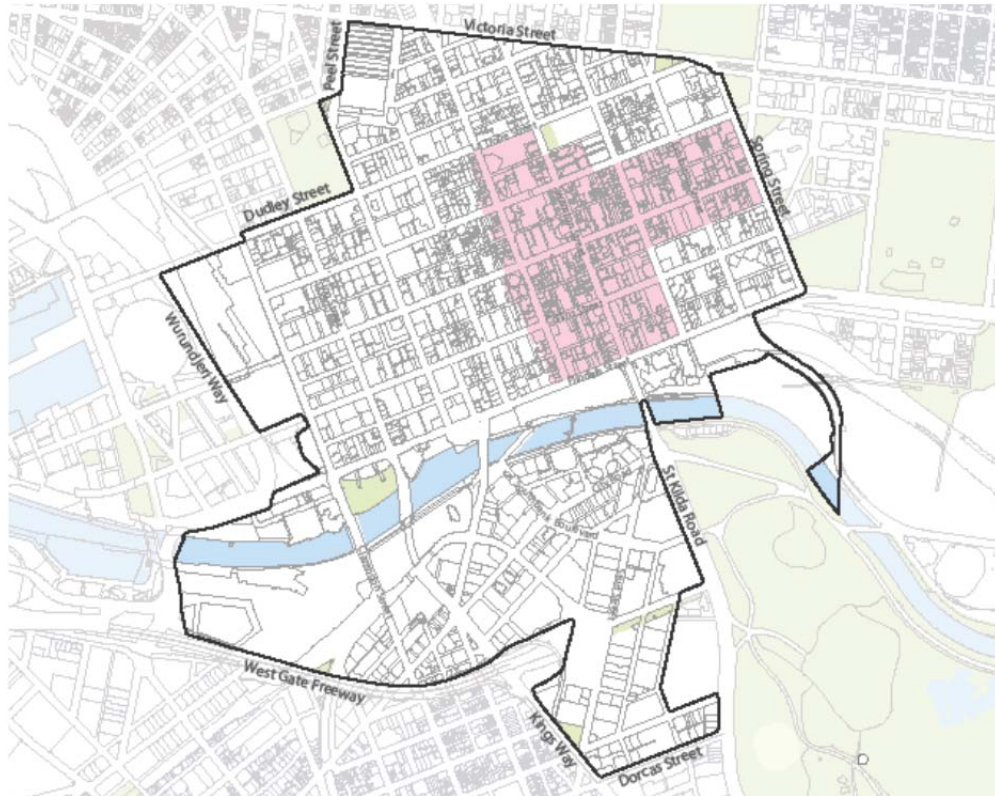 Victoria Street
Peel Street
Spring Street
Dudley Street
Wurundjeri Way
St Kilda Road
West Gate Freeway
Kings Way
Dorcas Street